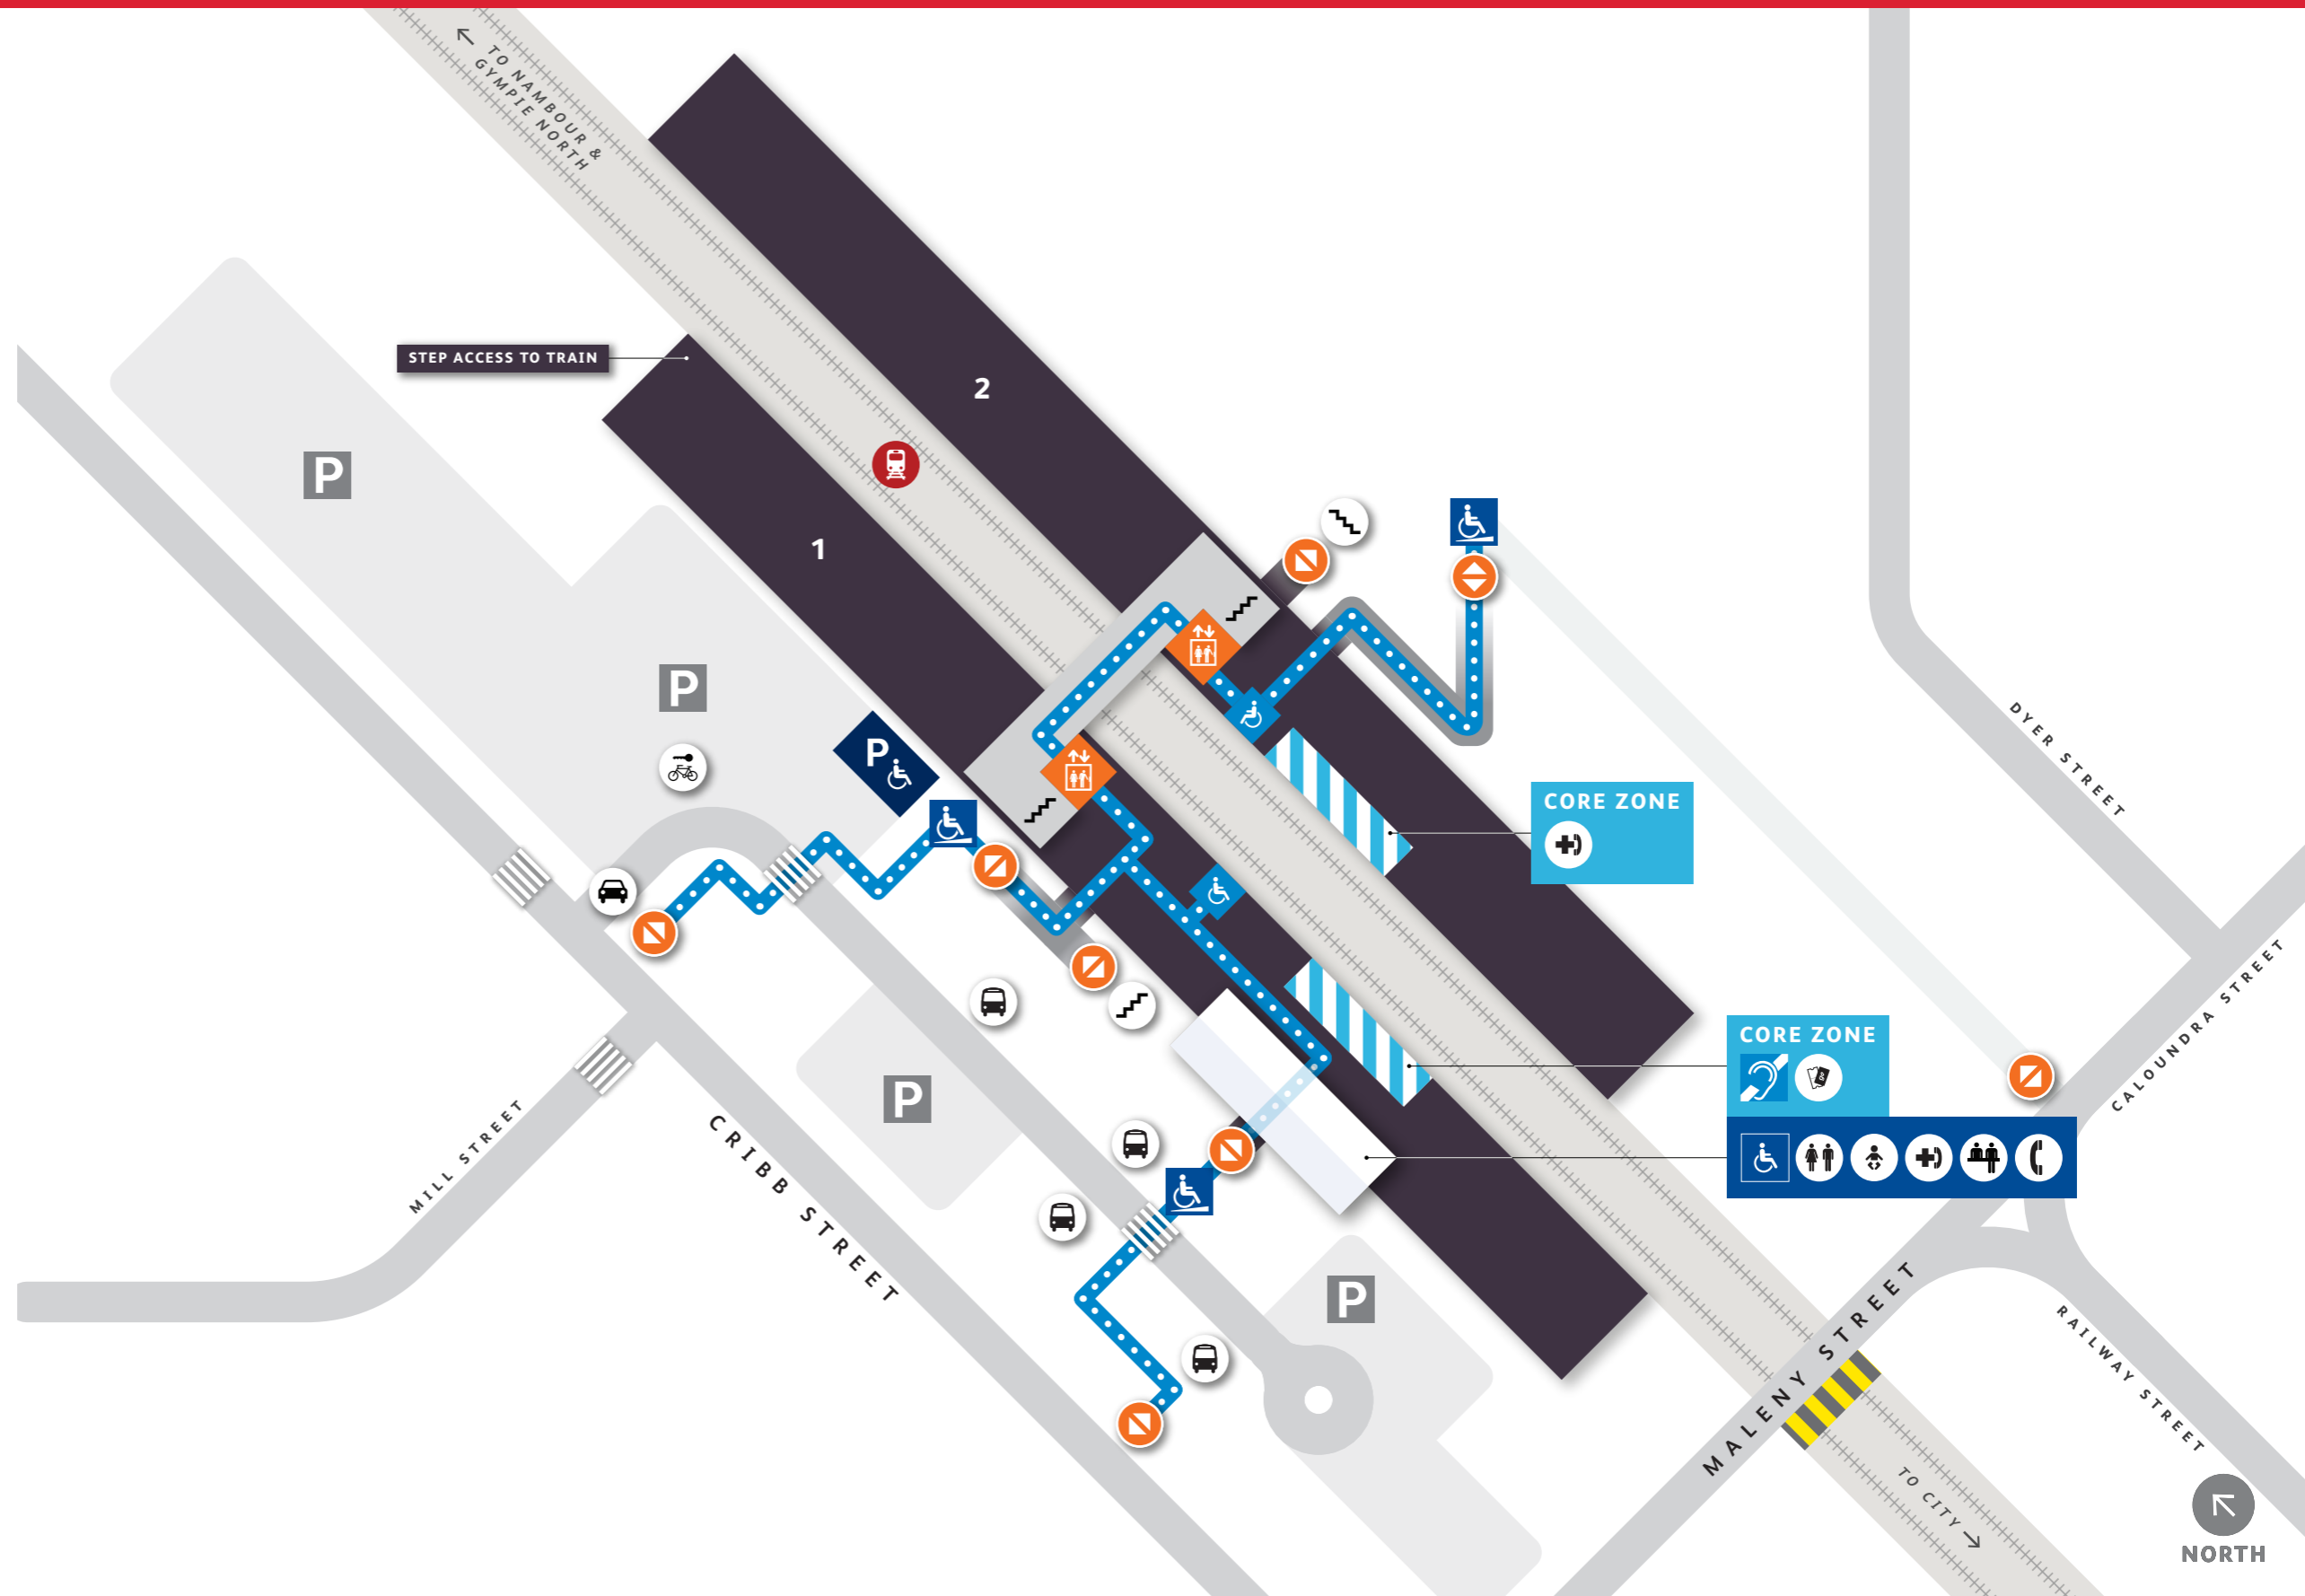 TO NAMBOUR &
GYMPIE NORTH
STEP ACCESS TO TRAIN
2
1
P
P
P
CORE ZONE
DYER STREET
CALOUNDRA STREET
CORE ZONE
P
MILL STREET
CRIBB STREET
P
MALENY STREET
RAILWAY STREET
TO CITY
NORTH